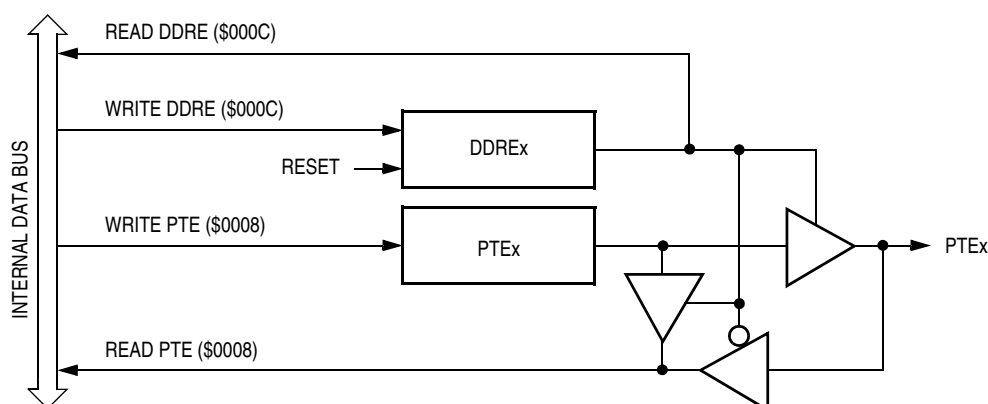 READ DDRE ($000C)
WRITE DDRE ($000C)
DDREx
RESET
INTERNAL DATA BUS
WRITE PTE ($0008)
PTEx
PTEx
READ PTE ($0008)